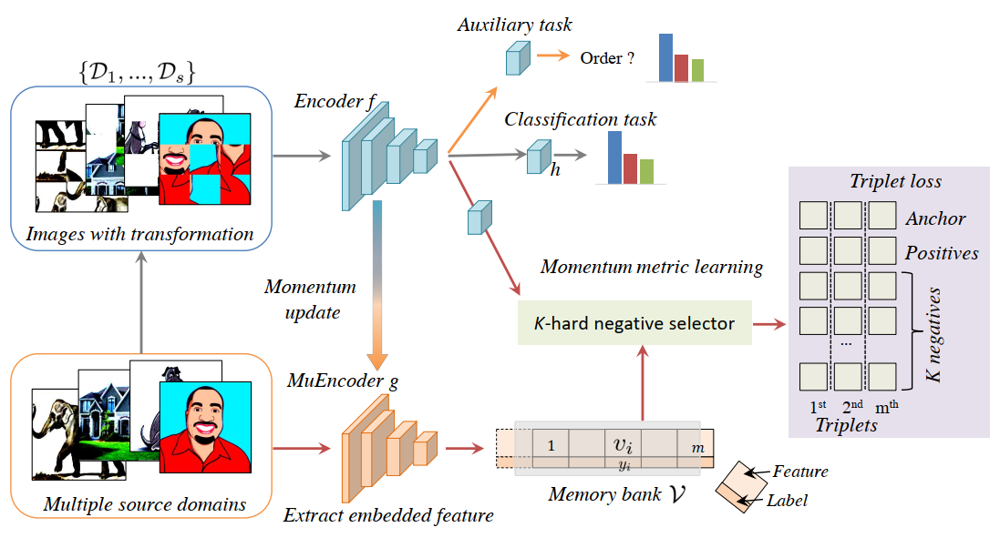 {D₁,...,Dₛ}
Images with transformation
Multiple source domains
Encoder f
Momentum
update
MuEncoder g
Extract embedded feature
Auxiliary task
Order ?
Classification task
h
Momentum metric learning
K-hard negative selector
1 vᵢ m
yᵢ
Memory bank 𝒱
Feature
Label
Triplet loss
Anchor
Positives
K negatives
...
1st 2nd mth
Triplets